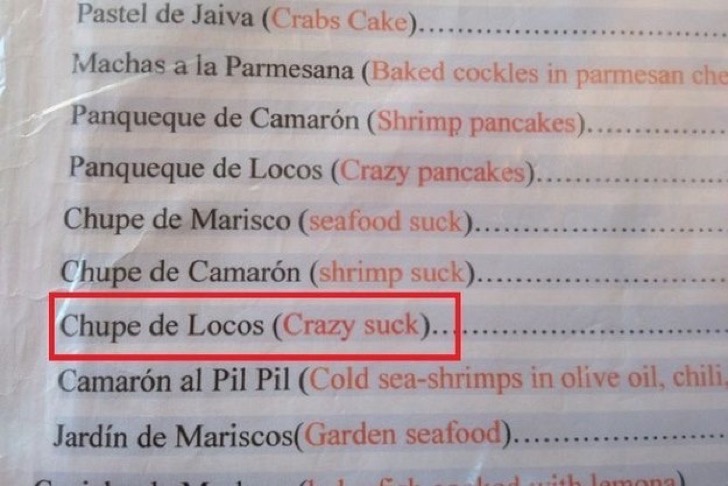 Pastel de Jaiva (Crabs Cake)..............................
Machas a la Parmesana (Baked cockles in parmesan che
Panqueque de Camarón (Shrimp pancakes)..............
Panqueque de Locos (Crazy pancakes)...................
Chupe de Marisco (seafood suck)..........................
Chupe de Camarón (shrimp suck)..........................
Chupe de Locos (Crazy suck)..............................
Camarón al Pil Pil (Cold sea-shrimps in olive oil, chili,
Jardín de Mariscos(Garden seafood)......................
with lemona)